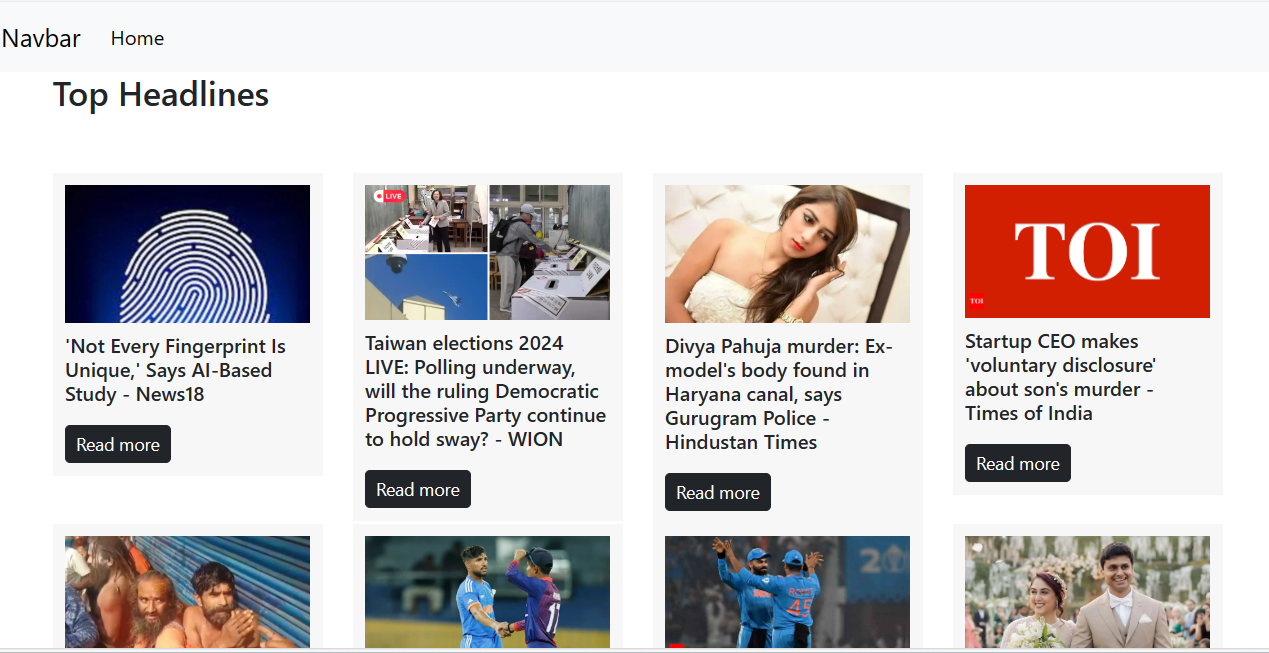 Navbar Home
Top Headlines
LIVE
TOI
TOI
'Not Every Fingerprint Is
Unique,' Says AI-Based
Study - News18
Read more
Taiwan elections 2024
LIVE: Polling underway,
will the ruling Democratic
Progressive Party continue
to hold sway? - WION
Read more
Divya Pahuja murder: Ex-
model's body found in
Haryana canal, says
Gurugram Police -
Hindustan Times
Read more
Startup CEO makes
'voluntary disclosure'
about son's murder -
Times of India
Read more
17
45